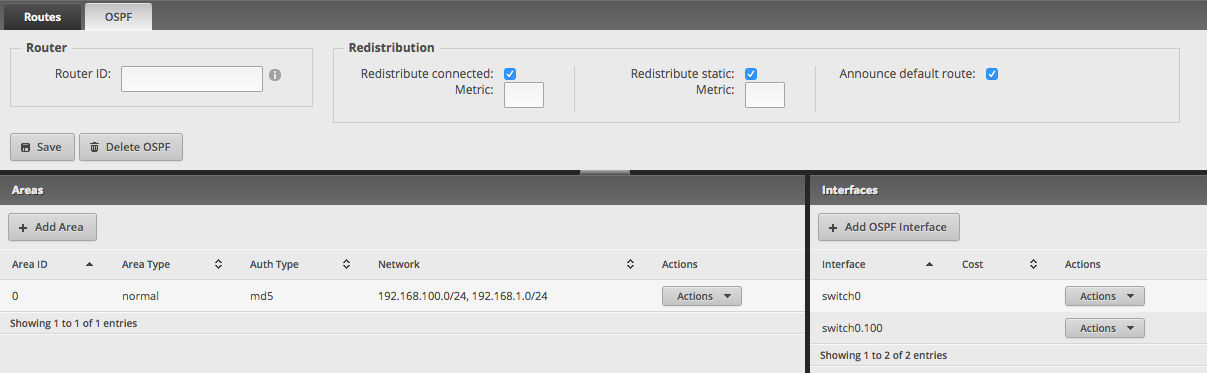 Routes OSPF
Router
Router ID:
Redistribution
Redistribute connected:
Metric:
Redistribute static:
Metric:
Announce default route:
Save Delete OSPF
Areas
+ Add Area
Area ID Area Type Auth Type Network Actions
0 normal md5 192.168.100.0/24, 192.168.1.0/24 Actions
Showing 1 to 1 of 1 entries
Interfaces
+ Add OSPF Interface
Interface Cost Actions
switch0 Actions
switch0.100 Actions
Showing 1 to 2 of 2 entries